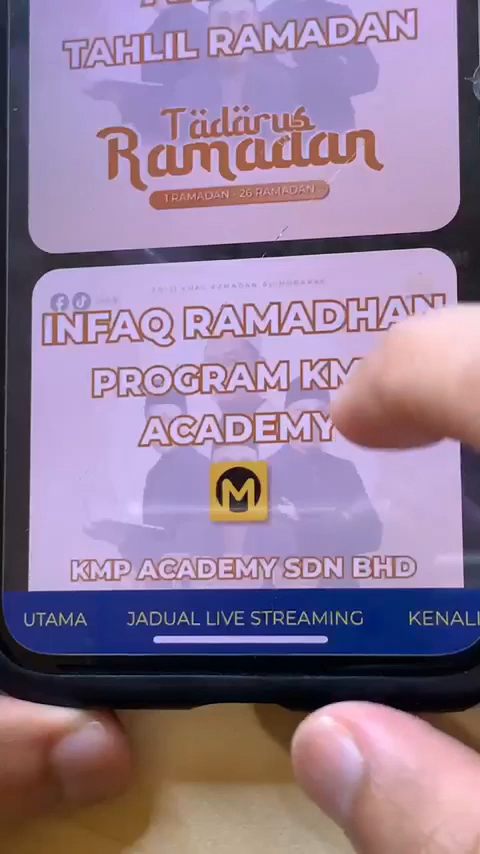 TAHLIL RAMADAN
Tadarus
Ramadan
1 RAMADAN - 26 RAMADAN
INFAQ RAMADHAN
PROGRAM
ACADEMY
M
KMP ACADEMY SDN BHD
UTAMA JADUAL LIVE STREAMING KENALI